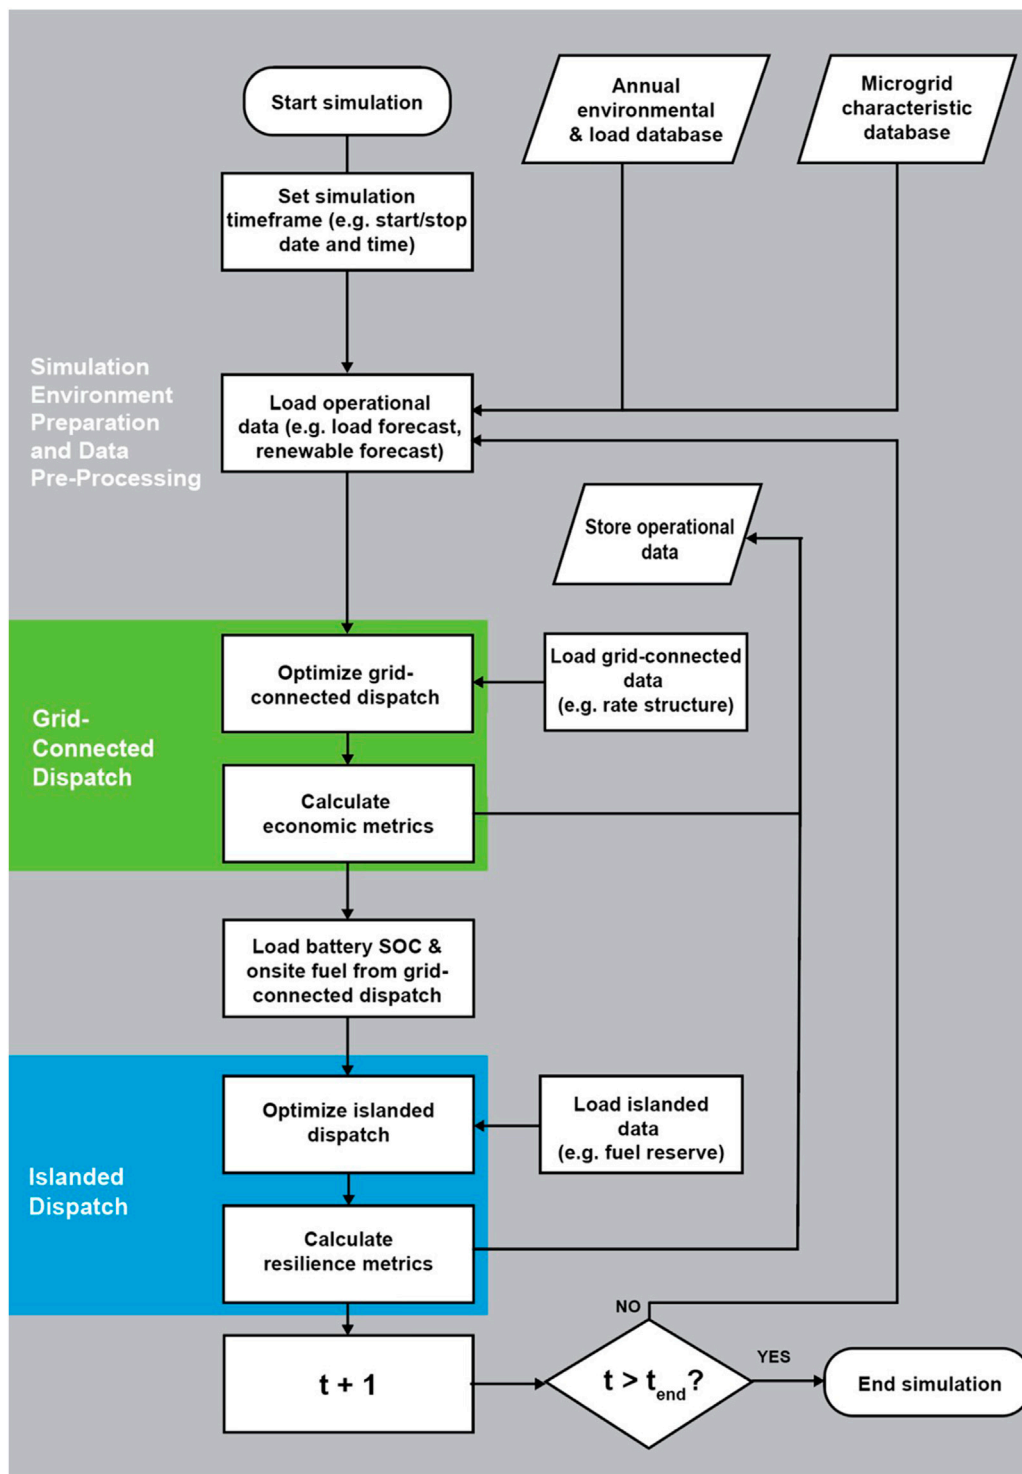 Start simulation
Annual
environmental
& load database
Microgrid
characteristic
database
Set simulation
timeframe (e.g. start/stop
date and time)
Simulation
Environment
Preparation
and Data
Pre-Processing
Load operational
data (e.g. load forecast,
renewable forecast)
Store operational
data
Grid-
Connected
Dispatch
Optimize grid-
connected dispatch
Load grid-connected
data
(e.g. rate structure)
Calculate
economic metrics
Load battery SOC &
onsite fuel from grid-
connected dispatch
Islanded
Dispatch
Optimize islanded
dispatch
Load islanded
data
(e.g. fuel reserve)
Calculate
resilience metrics
t + 1
NO
t > tend?
YES
End simulation